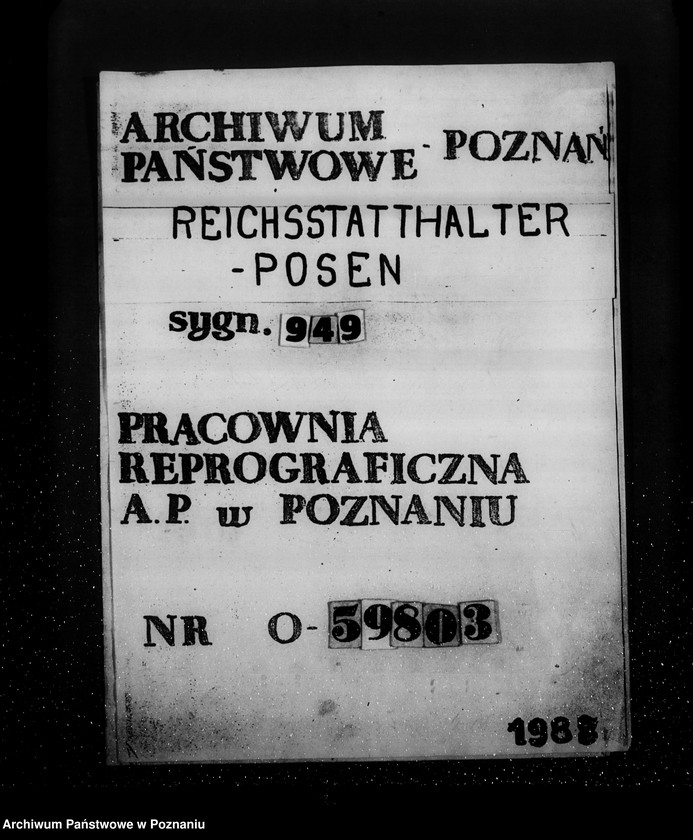 ARCHIWUM
PAŃSTWOWE - POZNAŃ
REICHSSTATTHALTER
-POSEN
sygn. 949
PRACOWNIA
REPROGRAFICZNA
A.P. w POZNANIU
NR O-59803
Archiwum Państwowe w Poznaniu